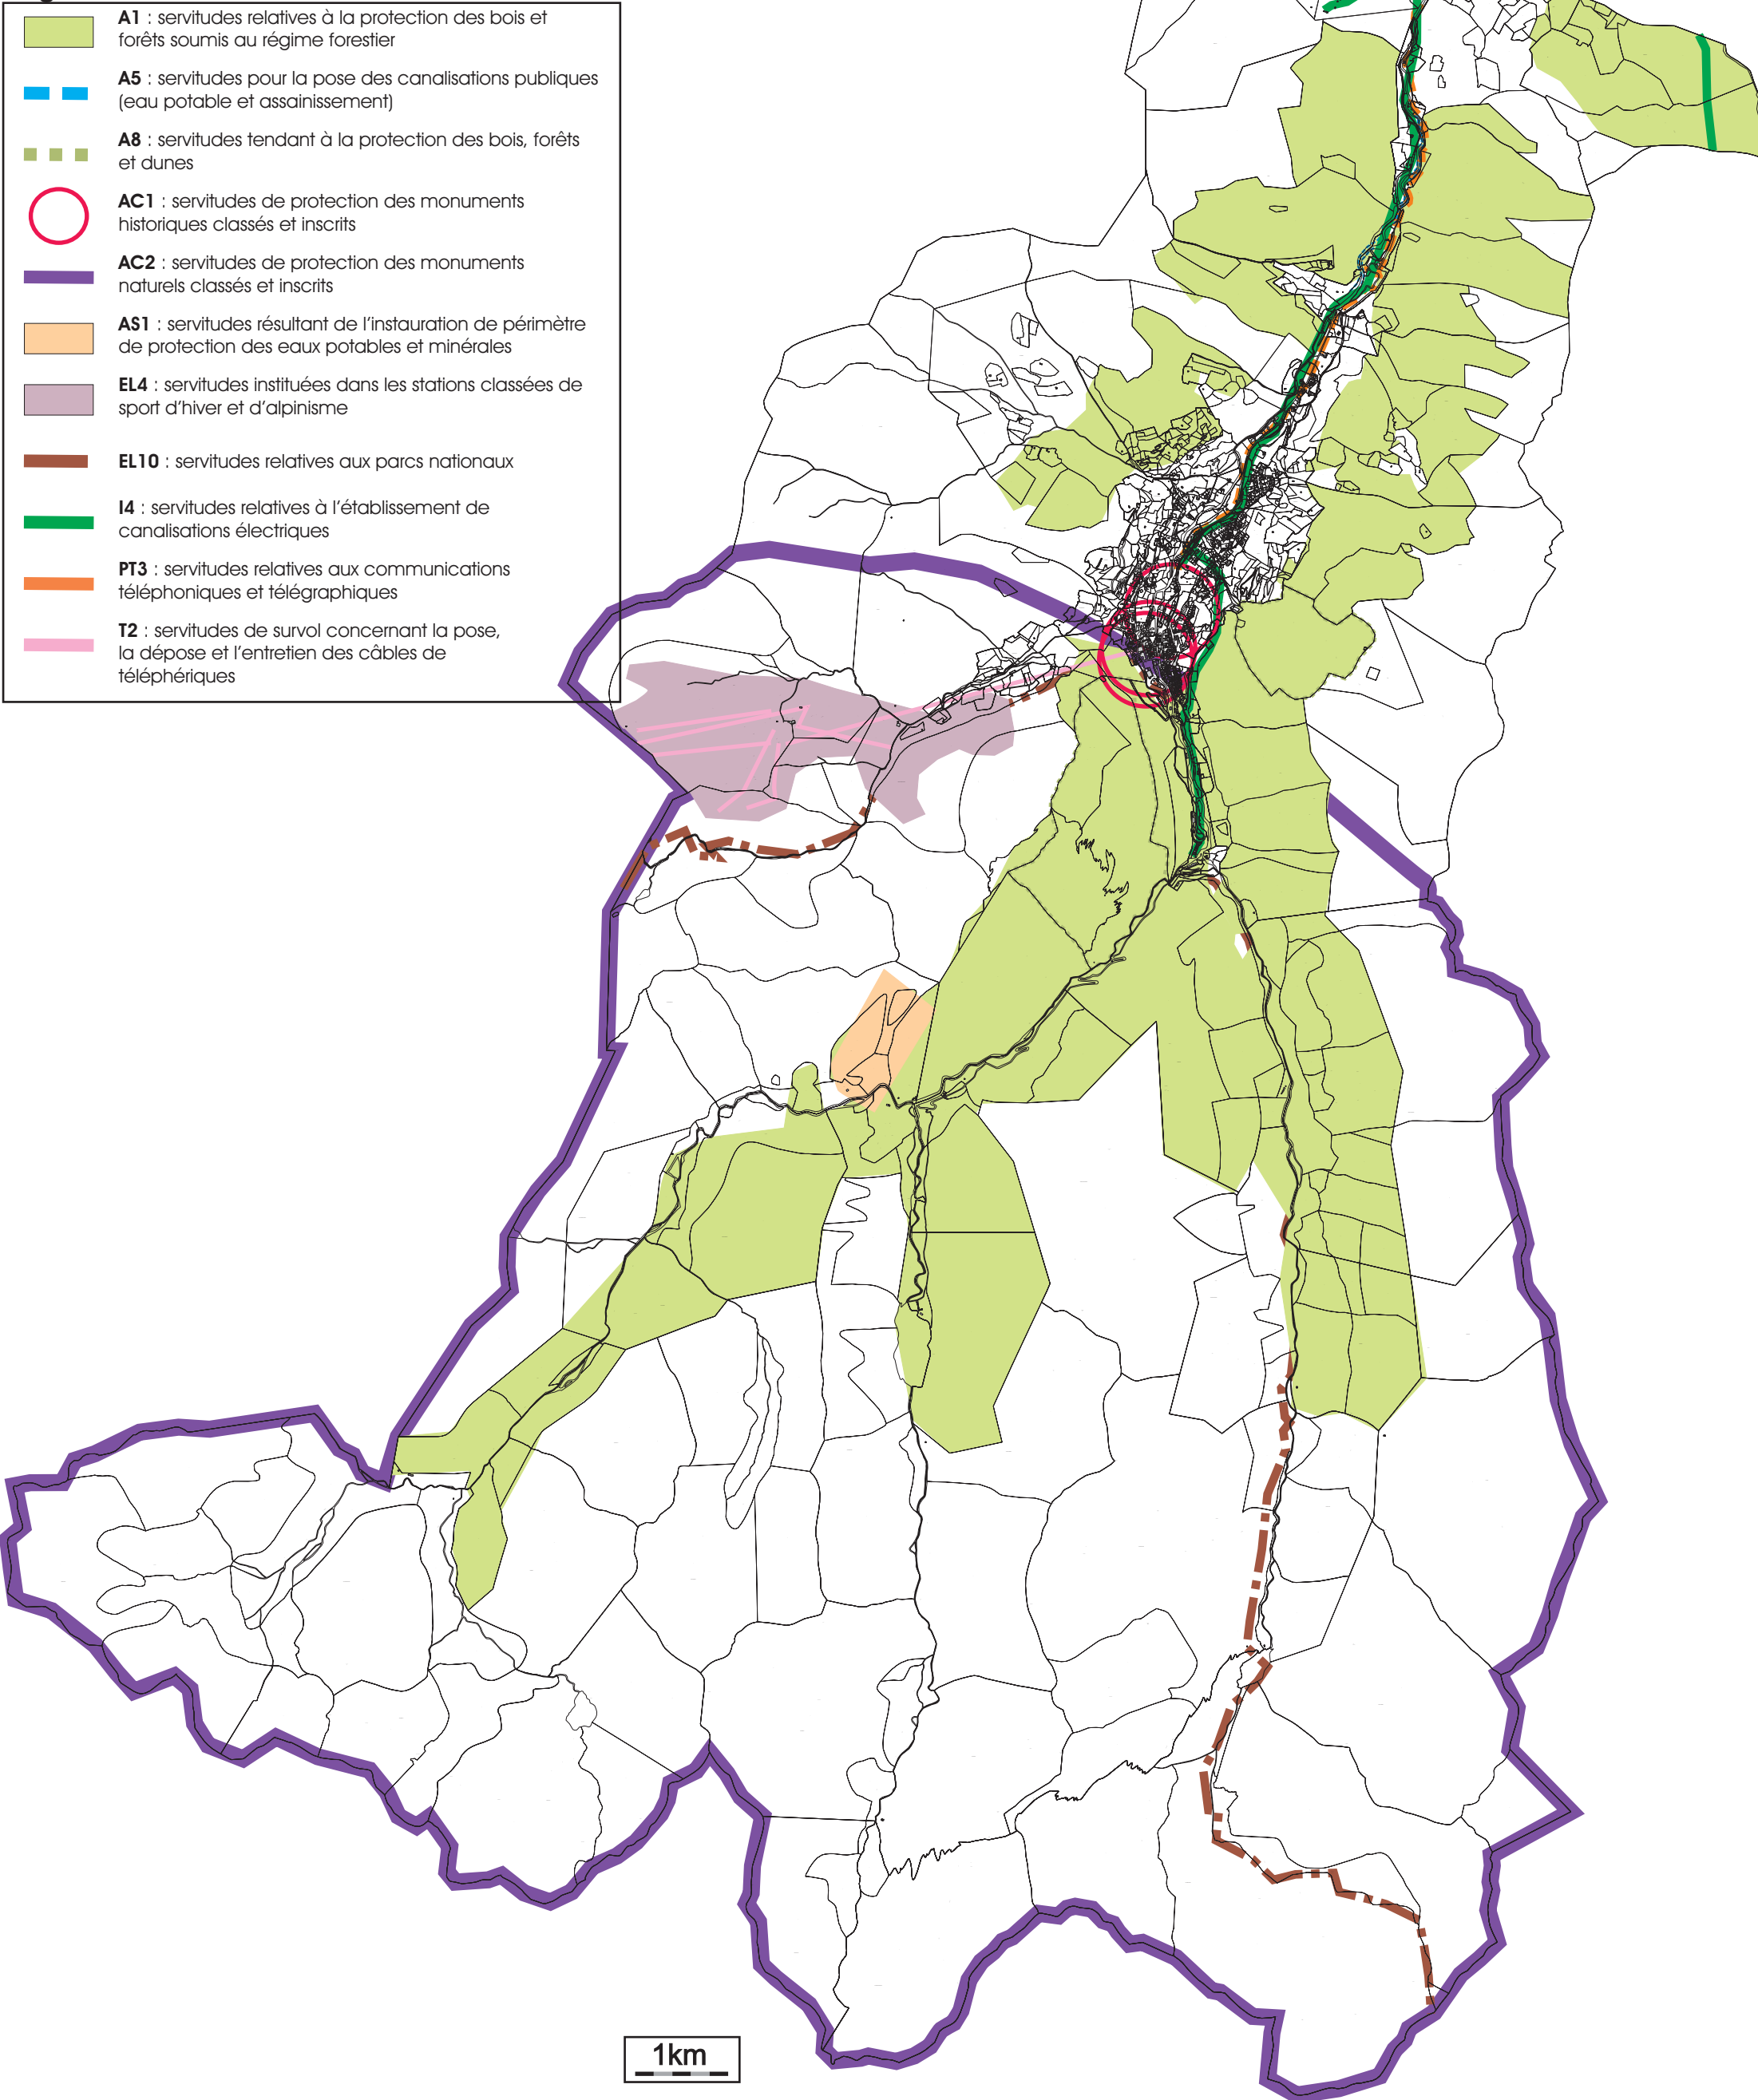 A1 : servitudes relatives à la protection des bois et
forêts soumis au régime forestier
A5 : servitudes pour la pose des canalisations publiques
(eau potable et assainissement)
A8 : servitudes tendant à la protection des bois, forêts
et dunes
AC1 : servitudes de protection des monuments
historiques classés et inscrits
AC2 : servitudes de protection des monuments
naturels classés et inscrits
AS1 : servitudes résultant de l'instauration de périmètre
de protection des eaux potables et minérales
EL4 : servitudes instituées dans les stations classées de
sport d'hiver et d'alpinisme
EL10 : servitudes relatives aux parcs nationaux
I4 : servitudes relatives à l'établissement de
canalisations électriques
PT3 : servitudes relatives aux communications
téléphoniques et télégraphiques
T2 : servitudes de survol concernant la pose,
la dépose et l'entretien des câbles de
téléphériques
1km